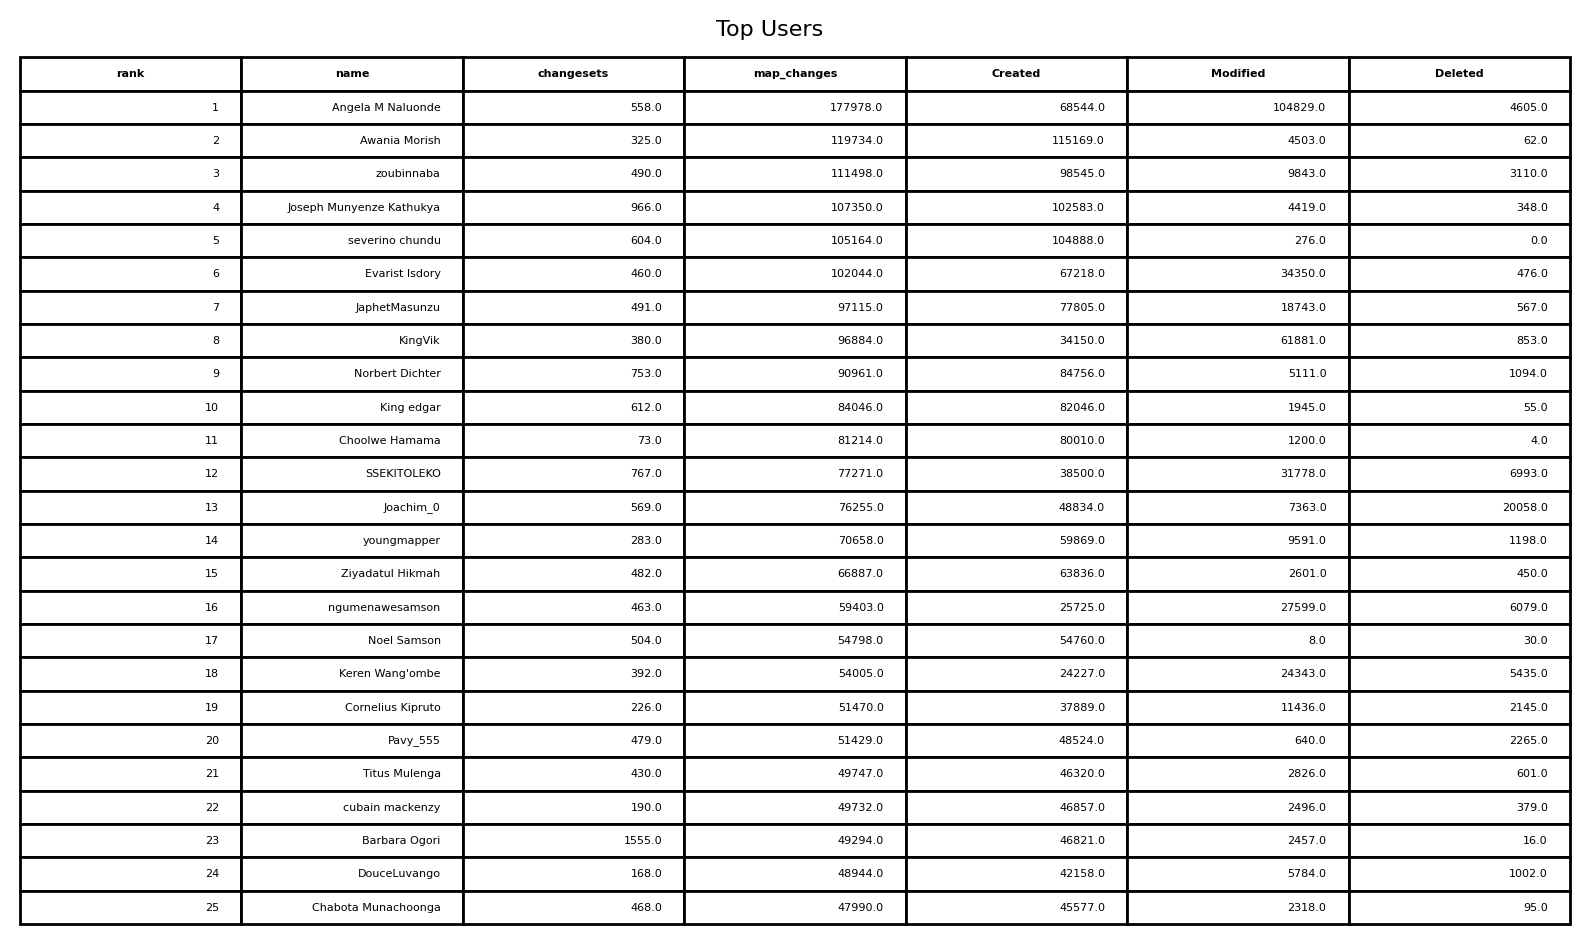 Top Users
rank name changesets map_changes Created Modified Deleted
1 Angela M Naluonde 558.0 177978.0 68544.0 104829.0 4605.0
2 Awania Morish 325.0 119734.0 115169.0 4503.0 62.0
3 zoubinnaba 490.0 111498.0 98545.0 9843.0 3110.0
4 Joseph Munyenze Kathukya 966.0 107350.0 102583.0 4419.0 348.0
5 severino chundu 604.0 105164.0 104888.0 276.0 0.0
6 Evarist Isdory 460.0 102044.0 67218.0 34350.0 476.0
7 JaphetMasunzu 491.0 97115.0 77805.0 18743.0 567.0
8 KingVik 380.0 96884.0 34150.0 61881.0 853.0
9 Norbert Dichter 753.0 90961.0 84756.0 5111.0 1094.0
10 King edgar 612.0 84046.0 82046.0 1945.0 55.0
11 Choolwe Hamama 73.0 81214.0 80010.0 1200.0 4.0
12 SSEKITOLEKO 767.0 77271.0 38500.0 31778.0 6993.0
13 Joachim_0 569.0 76255.0 48834.0 7363.0 20058.0
14 youngmapper 283.0 70658.0 59869.0 9591.0 1198.0
15 Ziyadatul Hikmah 482.0 66887.0 63836.0 2601.0 450.0
16 ngumenawesamson 463.0 59403.0 25725.0 27599.0 6079.0
17 Noel Samson 504.0 54798.0 54760.0 8.0 30.0
18 Keren Wang'ombe 392.0 54005.0 24227.0 24343.0 5435.0
19 Cornelius Kipruto 226.0 51470.0 37889.0 11436.0 2145.0
20 Pavy_555 479.0 51429.0 48524.0 640.0 2265.0
21 Titus Mulenga 430.0 49747.0 46320.0 2826.0 601.0
22 cubain mackenzy 190.0 49732.0 46857.0 2496.0 379.0
23 Barbara Ogori 1555.0 49294.0 46821.0 2457.0 16.0
24 DouceLuvango 168.0 48944.0 42158.0 5784.0 1002.0
25 Chabota Munachoonga 468.0 47990.0 45577.0 2318.0 95.0